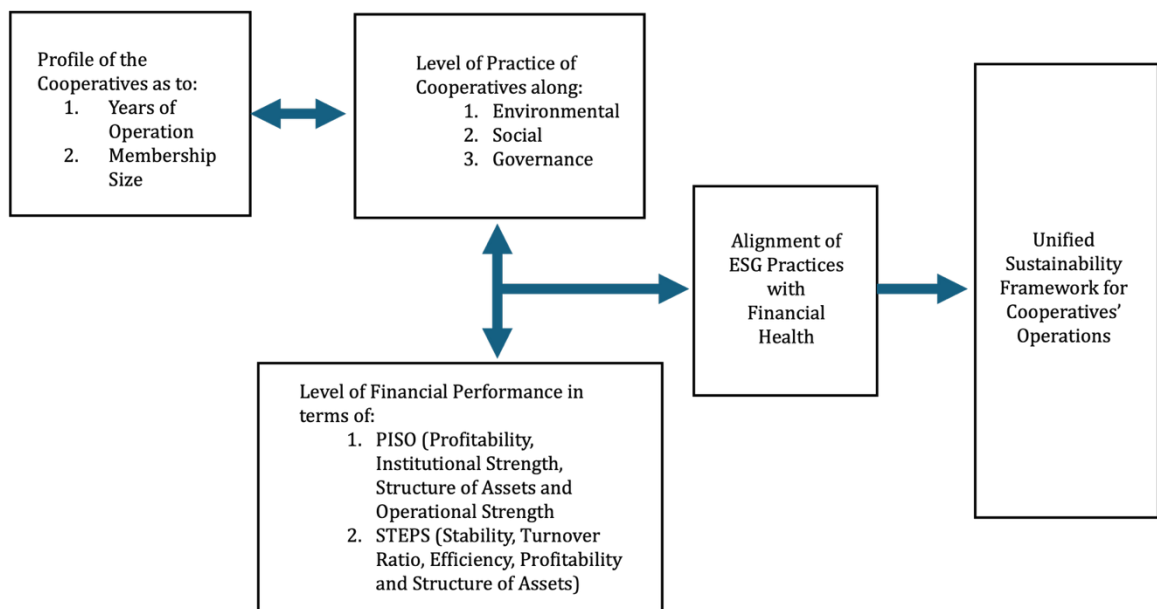 Profile of the
Cooperatives as to:
1. Years of
Operation
2. Membership
Size
Level of Practice of
Cooperatives along:
1. Environmental
2. Social
3. Governance
Alignment of
ESG Practices
with
Financial
Health
Unified
Sustainability
Framework for
Cooperatives’
Operations
Level of Financial Performance in
terms of:
1. PISO (Profitability,
Institutional Strength,
Structure of Assets and
Operational Strength
2. STEPS (Stability, Turnover
Ratio, Efficiency, Profitability
and Structure of Assets)